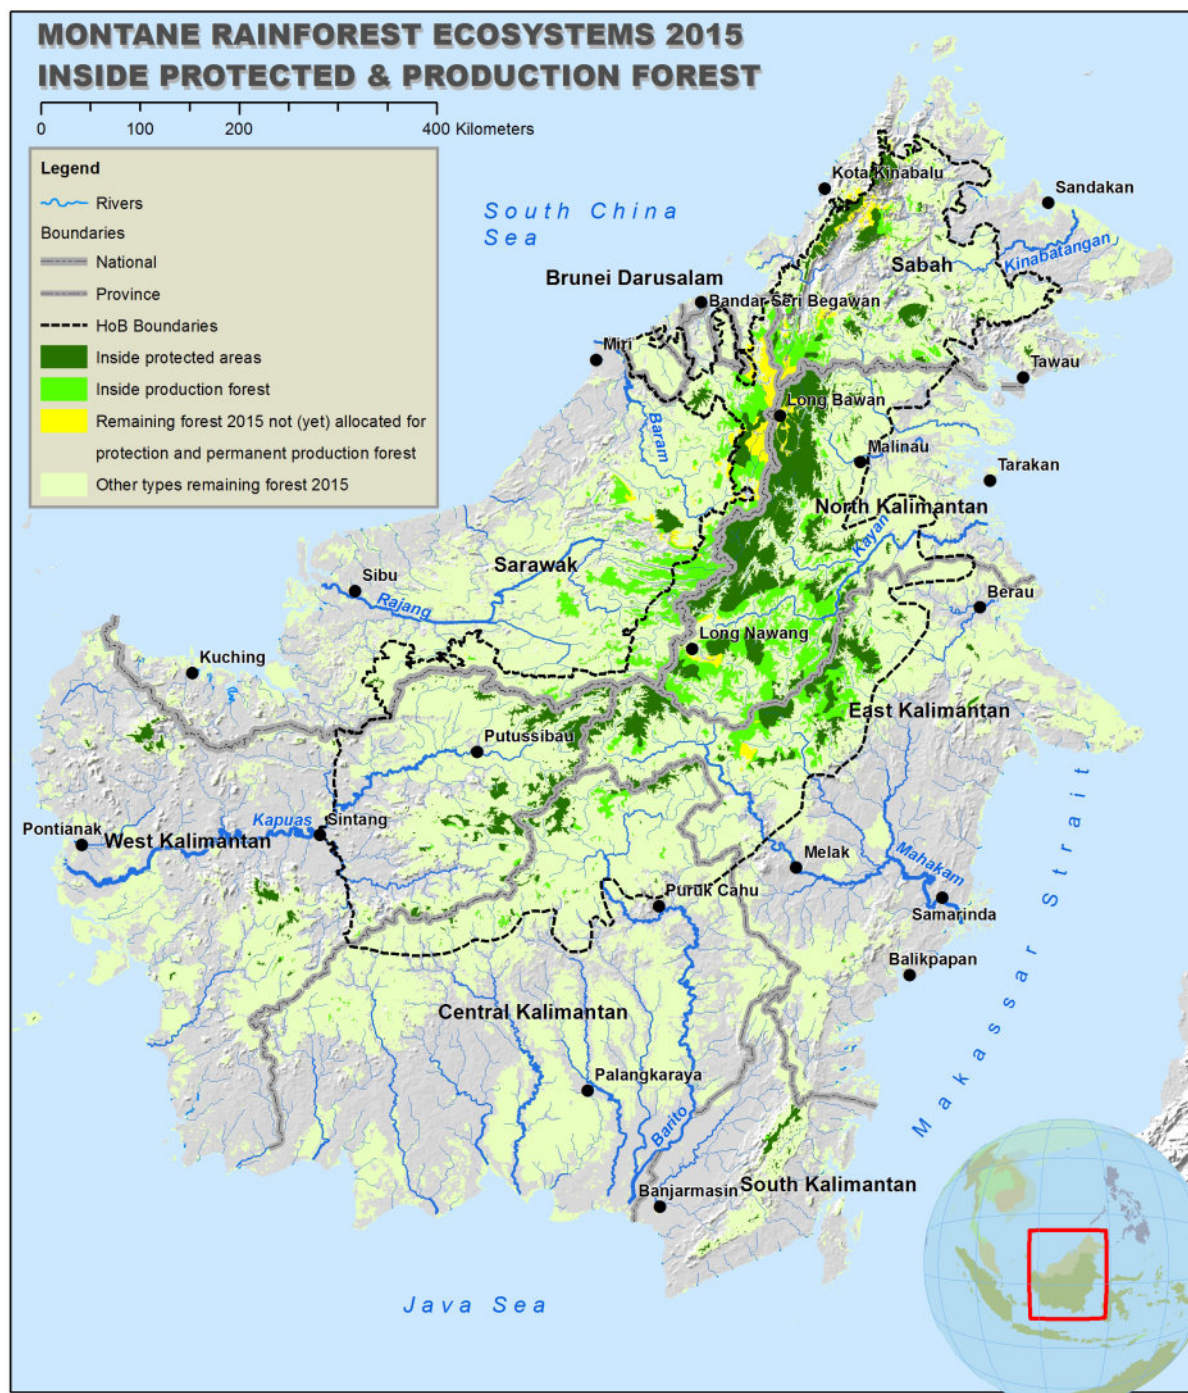 MONTANE RAINFOREST ECOSYSTEMS 2015
INSIDE PROTECTED & PRODUCTION FOREST
0 100 200 400 Kilometers
Legend
Rivers
Boundaries
National
Province
HoB Boundaries
Inside protected areas
Inside production forest
Remaining forest 2015 not (yet) allocated for
protection and permanent production forest
Other types remaining forest 2015
South China
Sea
Kota Kinabalu
Sandakan
Kinabatangan
Sabah
Brunei Darusalam
Bandar Seri Begawan
Miri
Tawau
Long Bawan
Baram
Malinau
Tarakan
North Kalimantan
Kayan
Sarawak
Sibu
Rajang
Berau
Long Nawang
Kuching
East Kalimantan
Putussibau
Kapuas
Sintang
Pontianak
West Kalimantan
Melak
Mahakam
Puruk Cahu
Samarinda
Balikpapan
Makassar Strait
Central Kalimantan
Palangkaraya
Barito
Banjarmasin
South Kalimantan
Java Sea